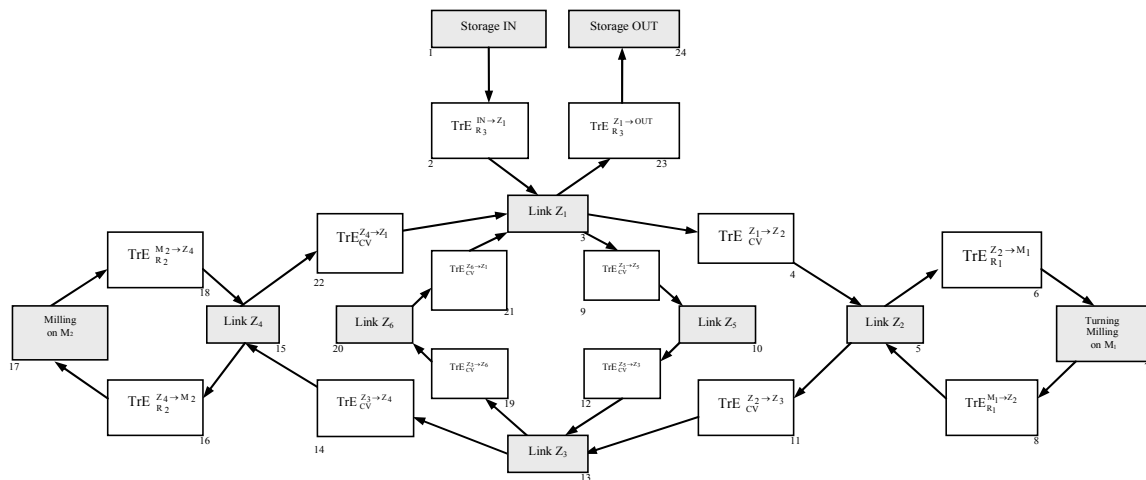 Storage IN
1
Storage OUT
24
TrE IN→Z₁ R₃
2
TrE Z₁→OUT R₃
23
Link Z₁
3
TrE Z₄→Z₁ CV
22
TrE Z₁→Z₂ CV
4
TrE M₂→Z₄ R₂
18
TrE Z₆→Z₁ CV
21
TrE Z₁→Z₅ CV
9
TrE Z₂→M₁ R₁
6
Milling
on M₂
17
Link Z₄
15
Link Z₆
20
Link Z₅
10
Link Z₂
5
Turning
Milling
on M₁
TrE Z₄→M₂ R₂
16
TrE Z₃→Z₄ CV
14
TrE Z₃→Z₆ CV
19
TrE Z₅→Z₃ CV
12
TrE Z₂→Z₃ CV
11
TrE M₁→Z₂ R₁
8
Link Z₃
13